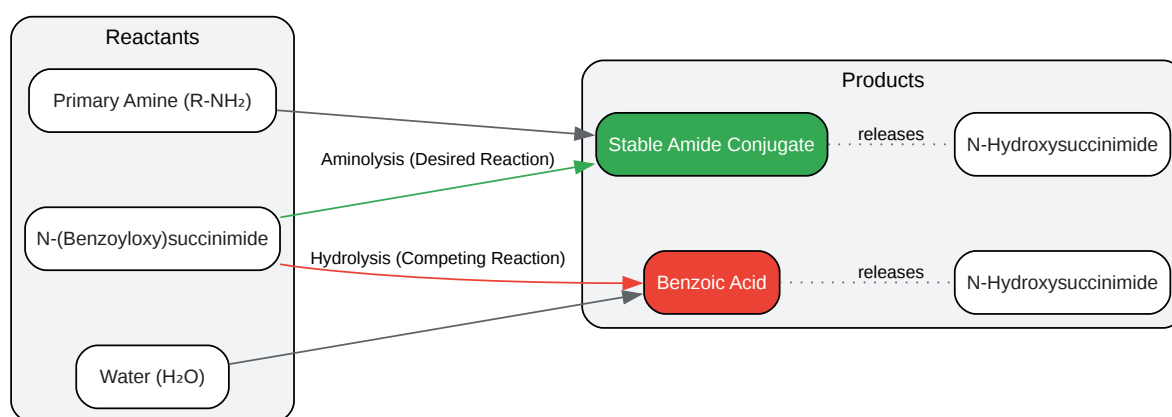 Reactants
Primary Amine (R-NH₂)
N-(Benzoyloxy)succinimide
Water (H₂O)
Aminolysis (Desired Reaction)
Hydrolysis (Competing Reaction)
Products
Stable Amide Conjugate
releases
N-Hydroxysuccinimide
Benzoic Acid
releases
N-Hydroxysuccinimide